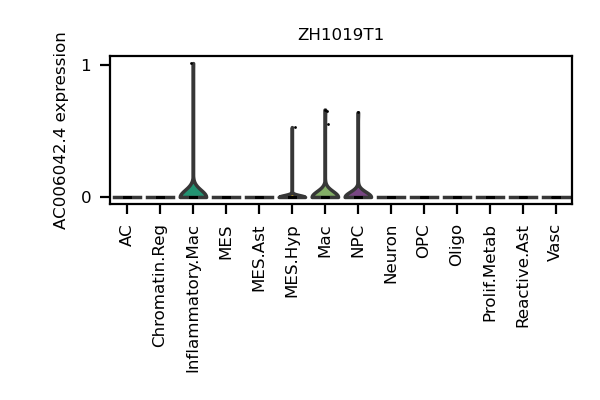 ZH1019T1
AC006042.4 expression
1
0
AC
Chromatin.Reg
Inflammatory.Mac
MES
MES.Ast
MES.Hyp
Mac
NPC
Neuron
OPC
Oligo
Prolif.Metab
Reactive.Ast
Vasc